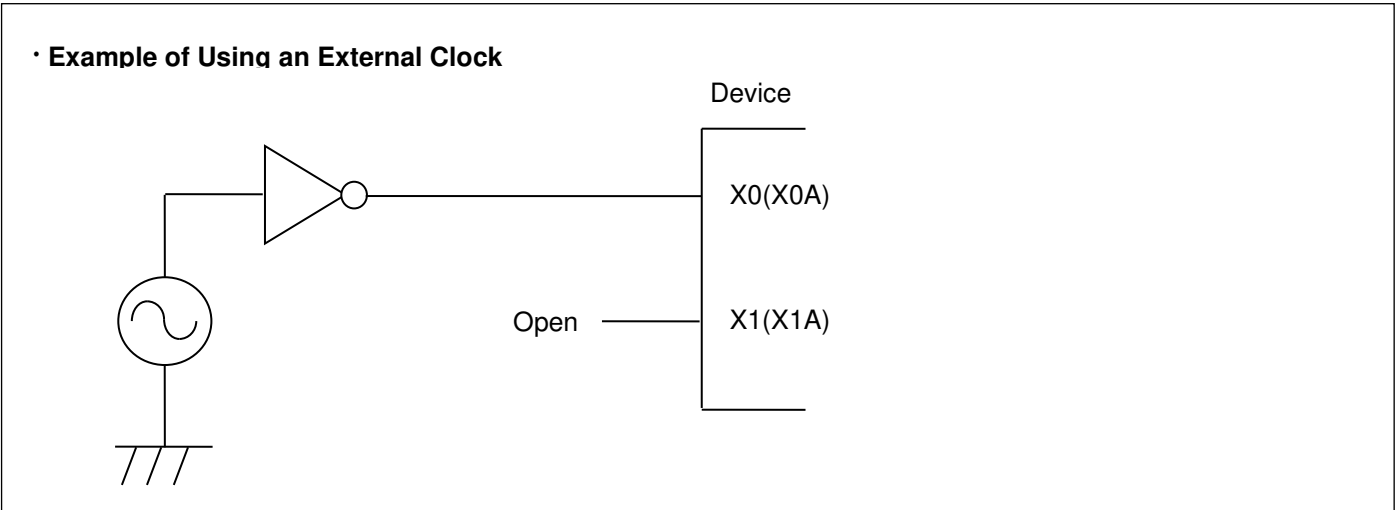 · Example of Using an External Clock
Device
X0(X0A)
Open X1(X1A)